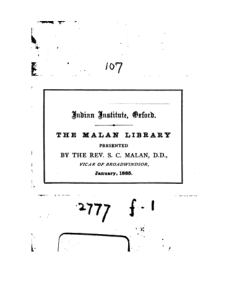 107
Indian Institute, Oxford.
THE MALAN LIBRARY
PRESENTED
BY THE REV. S. C. MALAN, D.D.,
VICAR OF BROADWINDSOR,
January, 1885.
2777 f. 1